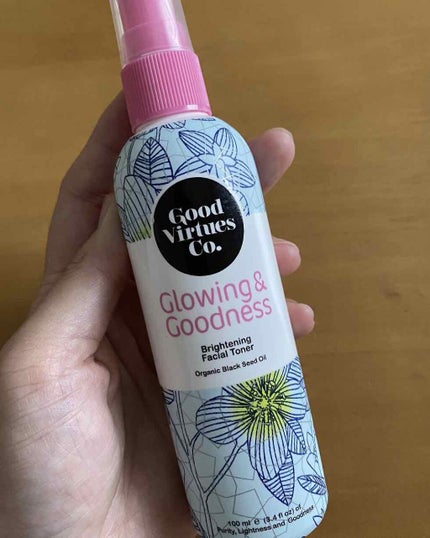 Good
Virtues
Co.
Glowing &
Goodness
Brightening
Facial Toner
Organic Black Seed Oil
100 ml e (3.4 fl oz) of
Purity, Lightness and Goodness